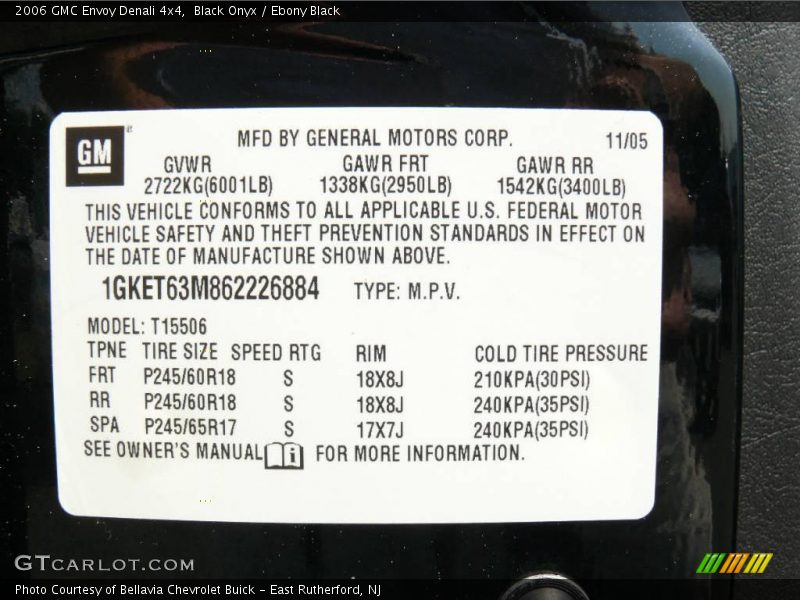 2006 GMC Envoy Denali 4x4,  Black Onyx / Ebony Black
GM
MFD BY GENERAL MOTORS CORP. 11/05
GVWR GAWR FRT GAWR RR
2722KG(6001LB) 1338KG(2950LB) 1542KG(3400LB)
THIS VEHICLE CONFORMS TO ALL APPLICABLE U.S. FEDERAL MOTOR
VEHICLE SAFETY AND THEFT PREVENTION STANDARDS IN EFFECT ON
THE DATE OF MANUFACTURE SHOWN ABOVE.
1GKET63M862226884 TYPE: M.P.V.
MODEL: T15506
TPNE TIRE SIZE SPEED RTG RIM COLD TIRE PRESSURE
FRT P245/60R18 S 18X8J 210KPA(30PSI)
RR P245/60R18 S 18X8J 240KPA(35PSI)
SPA P245/65R17 S 17X7J 240KPA(35PSI)
SEE OWNER'S MANUAL i FOR MORE INFORMATION.
GTCARLOT.COM
Photo Courtesy of Bellavia Chevrolet Buick - East Rutherford, NJ